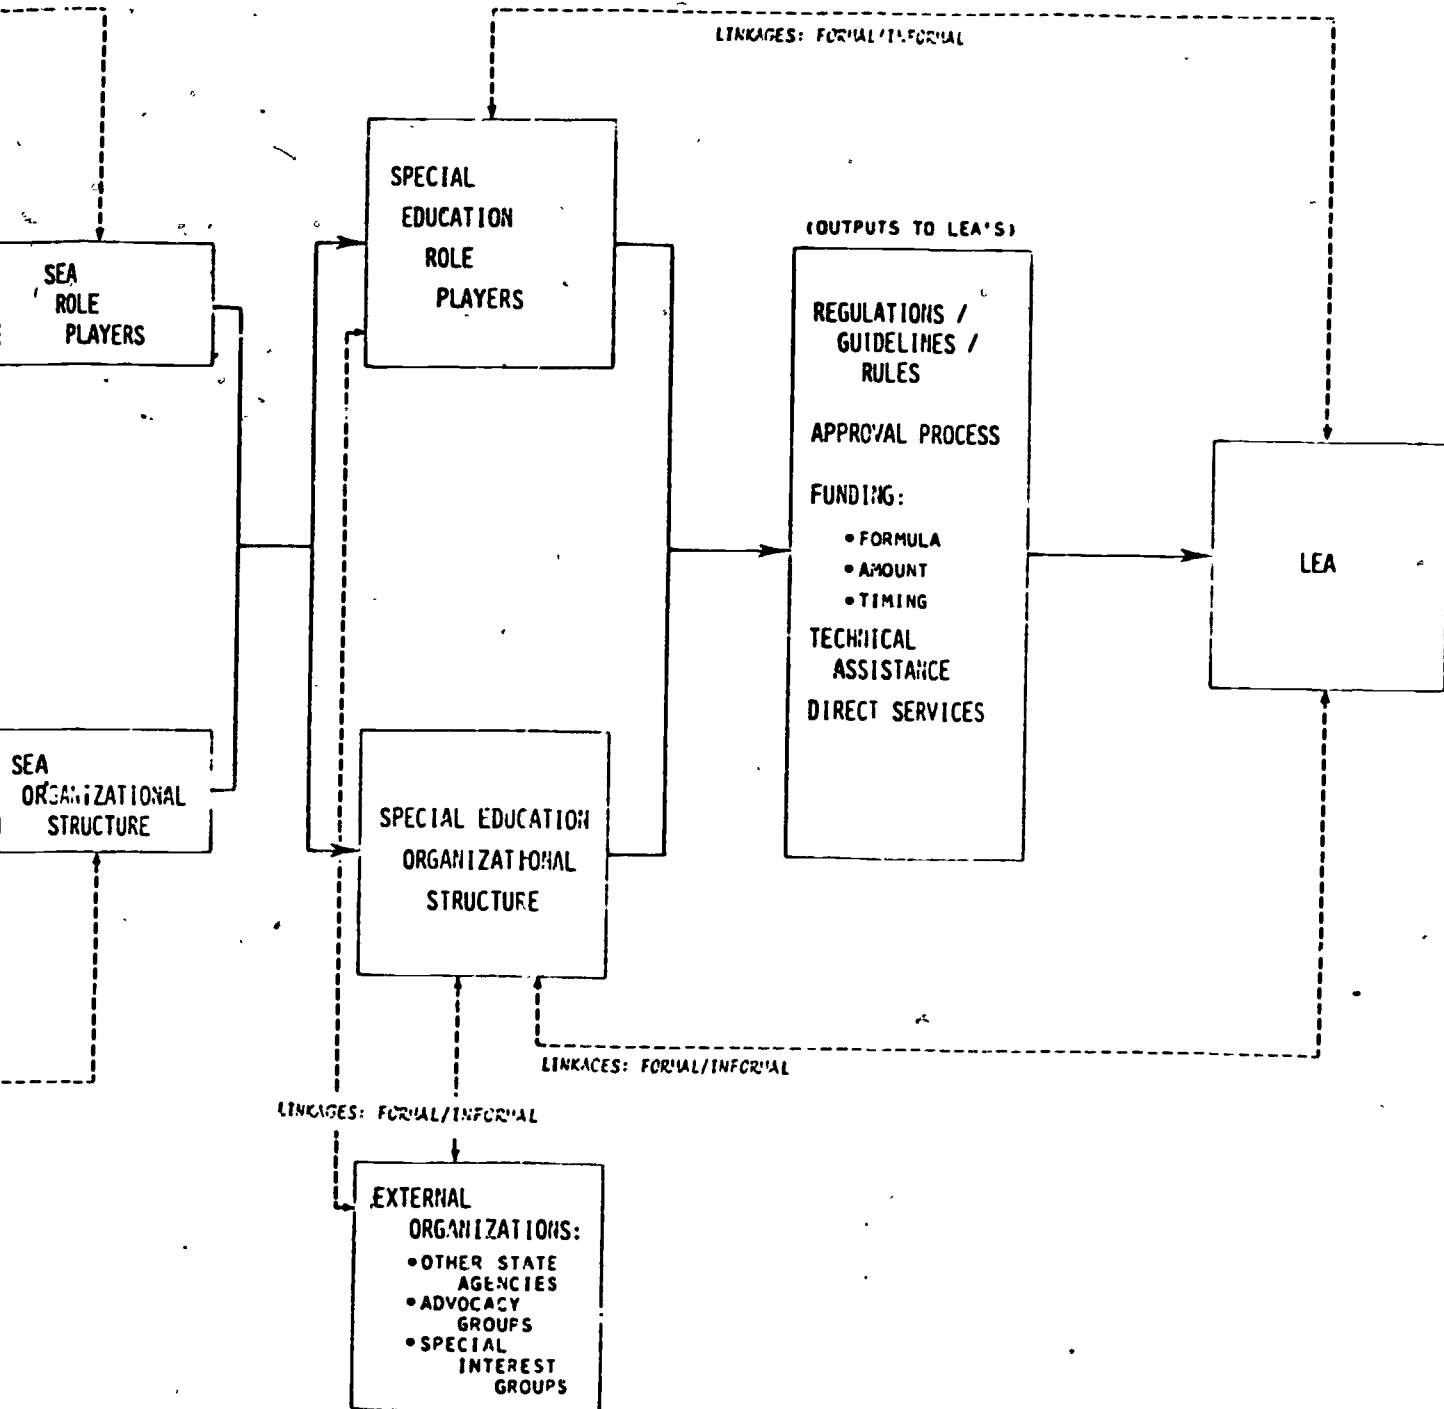 LINKAGES: FORMAL/INFORMAL
SPECIAL
EDUCATION
ROLE
PLAYERS
(OUTPUTS TO LEA'S)
SEA
ROLE
PLAYERS
REGULATIONS /
GUIDELINES /
RULES
APPROVAL PROCESS
FUNDING:
•FORMULA
•AMOUNT
•TIMING
TECHNICAL
ASSISTANCE
DIRECT SERVICES
LEA
SEA
ORGANIZATIONAL
STRUCTURE
SPECIAL EDUCATION
ORGANIZATIONAL
STRUCTURE
LINKAGES: FORMAL/INFORMAL
LINKAGES: FORMAL/INFORMAL
EXTERNAL
ORGANIZATIONS:
•OTHER STATE
AGENCIES
•ADVOCACY
GROUPS
•SPECIAL
INTEREST
GROUPS